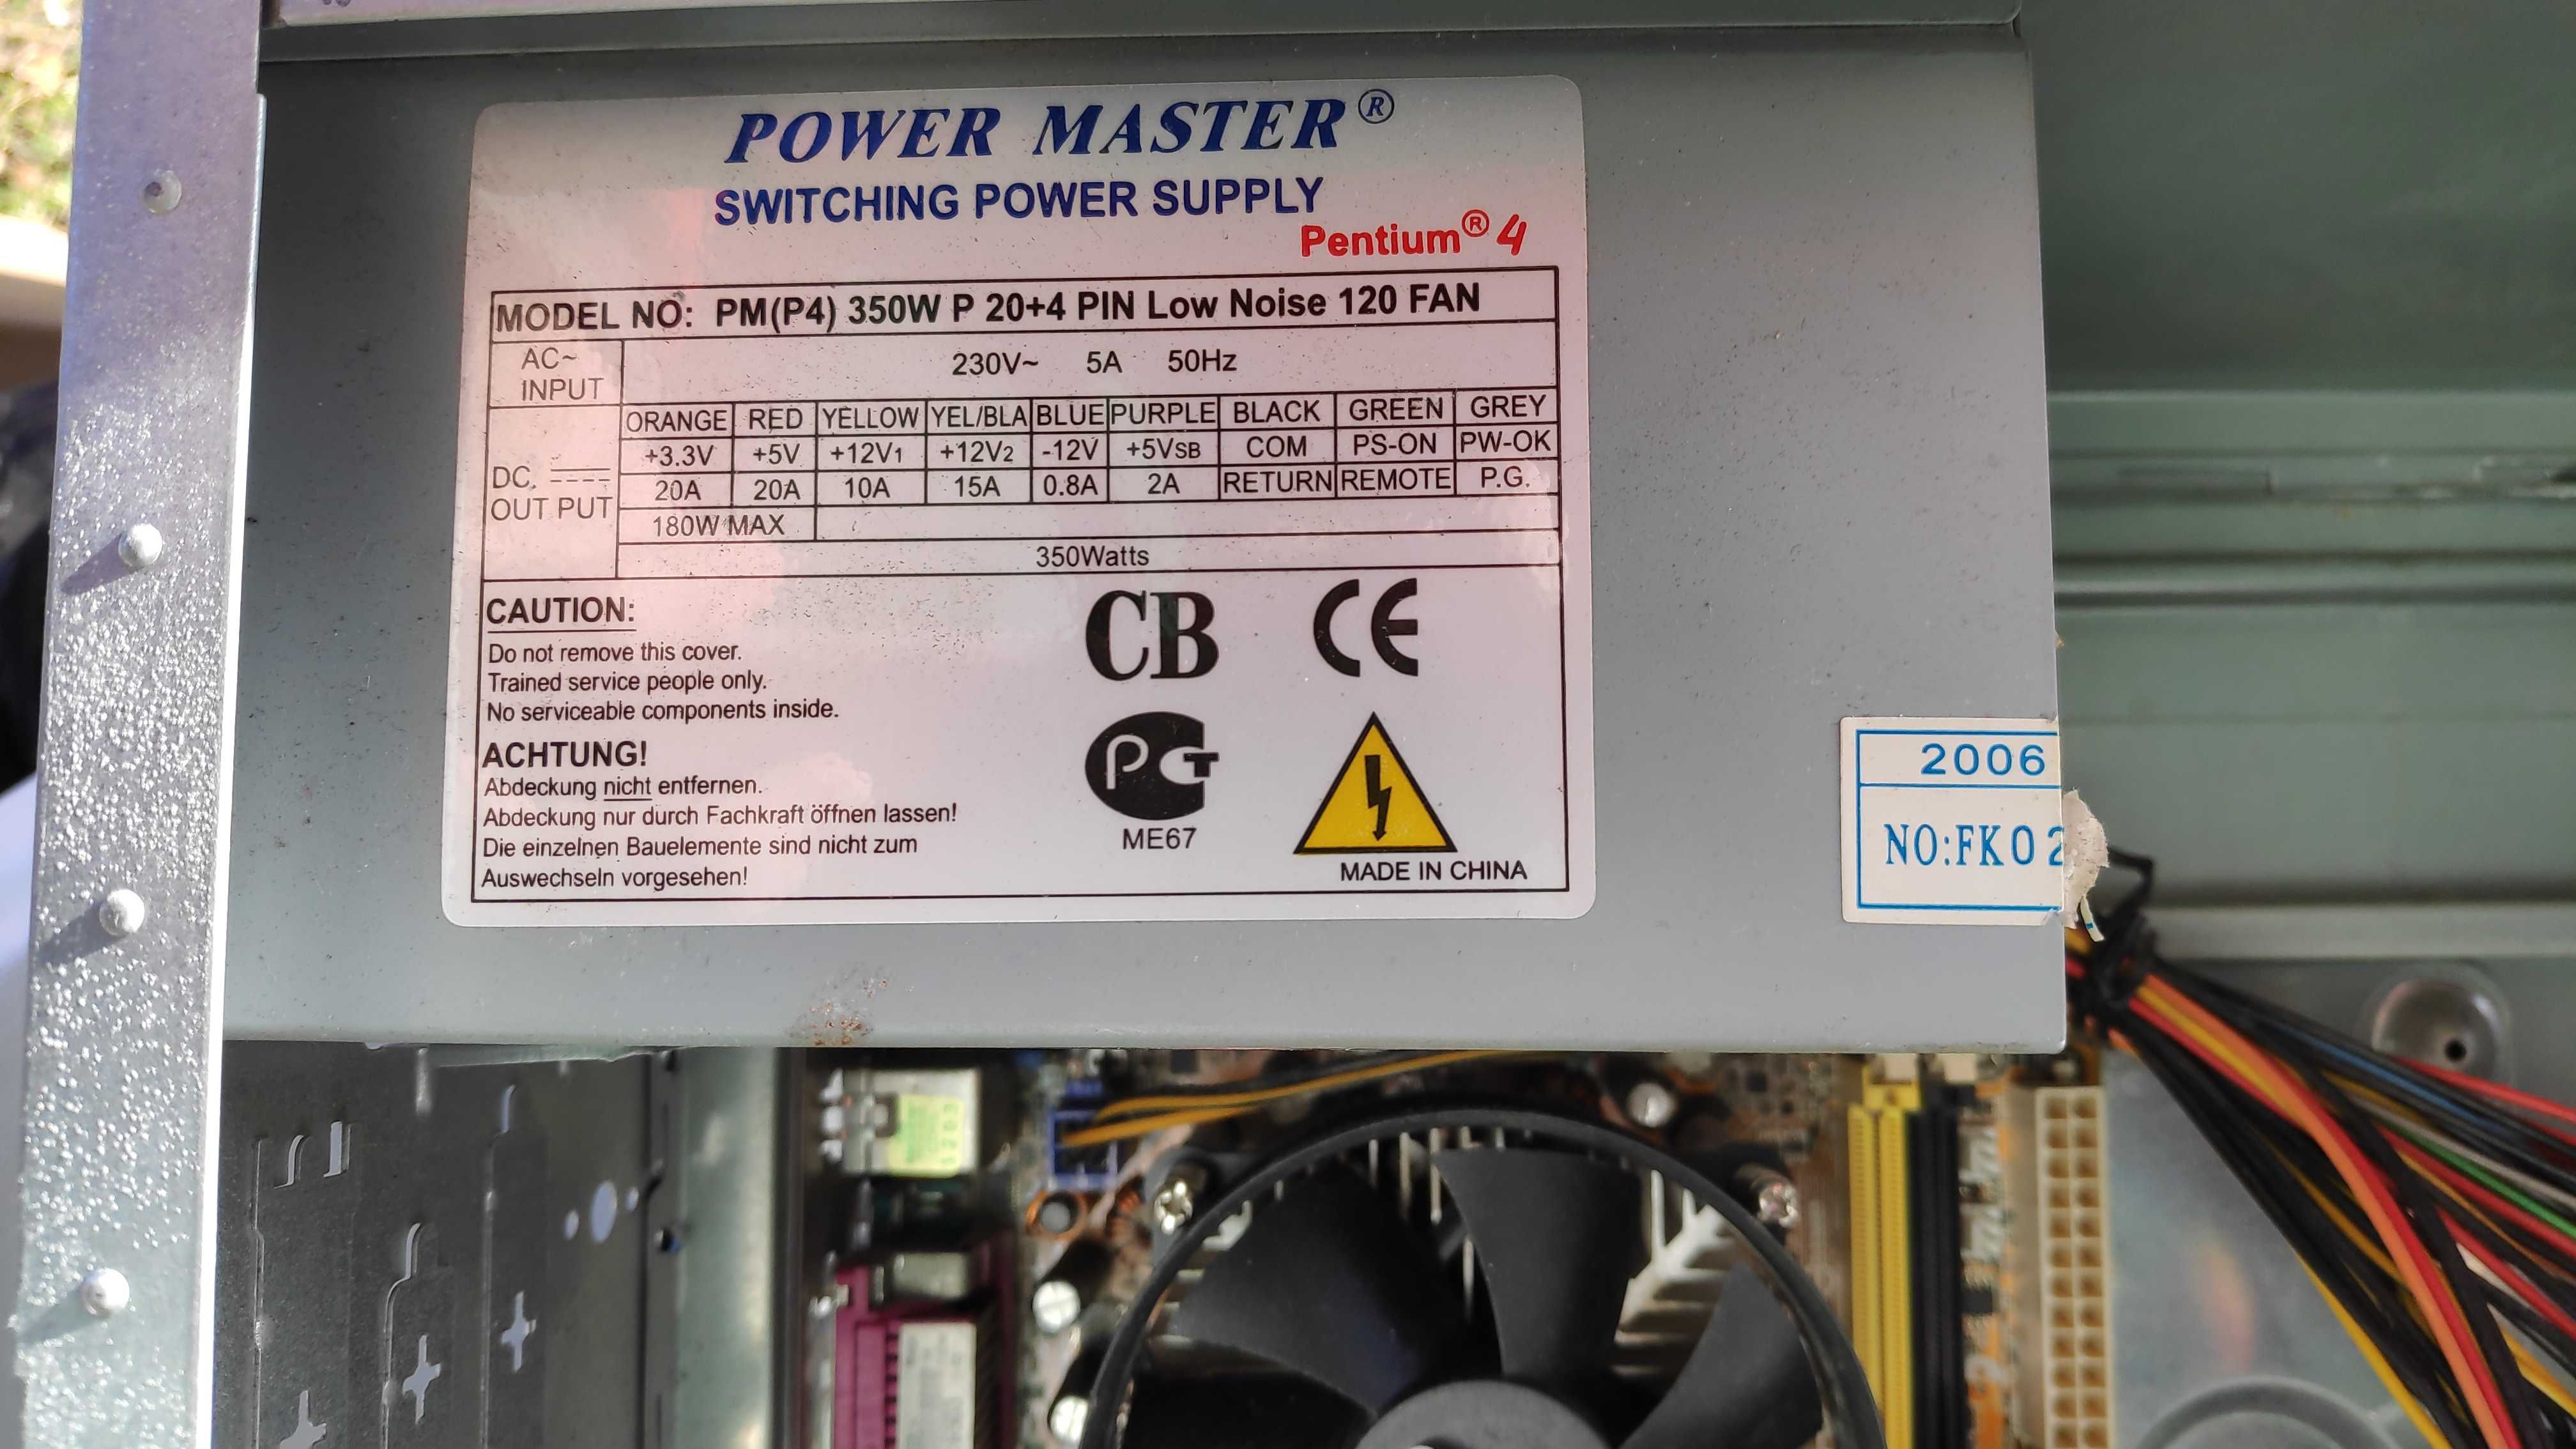 POWER MASTER®
SWITCHING POWER SUPPLY
Pentium® 4
MODEL NO: PM(P4) 350W P 20+4 PIN Low Noise 120 FAN
AC~ INPUT 230V~ 5A 50Hz
ORANGE RED YELLOW YEL/BLA BLUE PURPLE BLACK GREEN GREY
+3.3V +5V +12V1 +12V2 -12V +5VSB COM PS-ON PW-OK
DC. OUT PUT 20A 20A 10A 15A 0.8A 2A RETURN REMOTE P.G.
180W MAX
350Watts
CAUTION:
Do not remove this cover.
Trained service people only.
No serviceable components inside.
ACHTUNG!
Abdeckung nicht entfernen.
Abdeckung nur durch Fachkraft öffnen lassen!
Die einzelnen Bauelemente sind nicht zum
Auswechseln vorgesehen!
CB CE
PCT
ME67
MADE IN CHINA
2006
NO:FK02